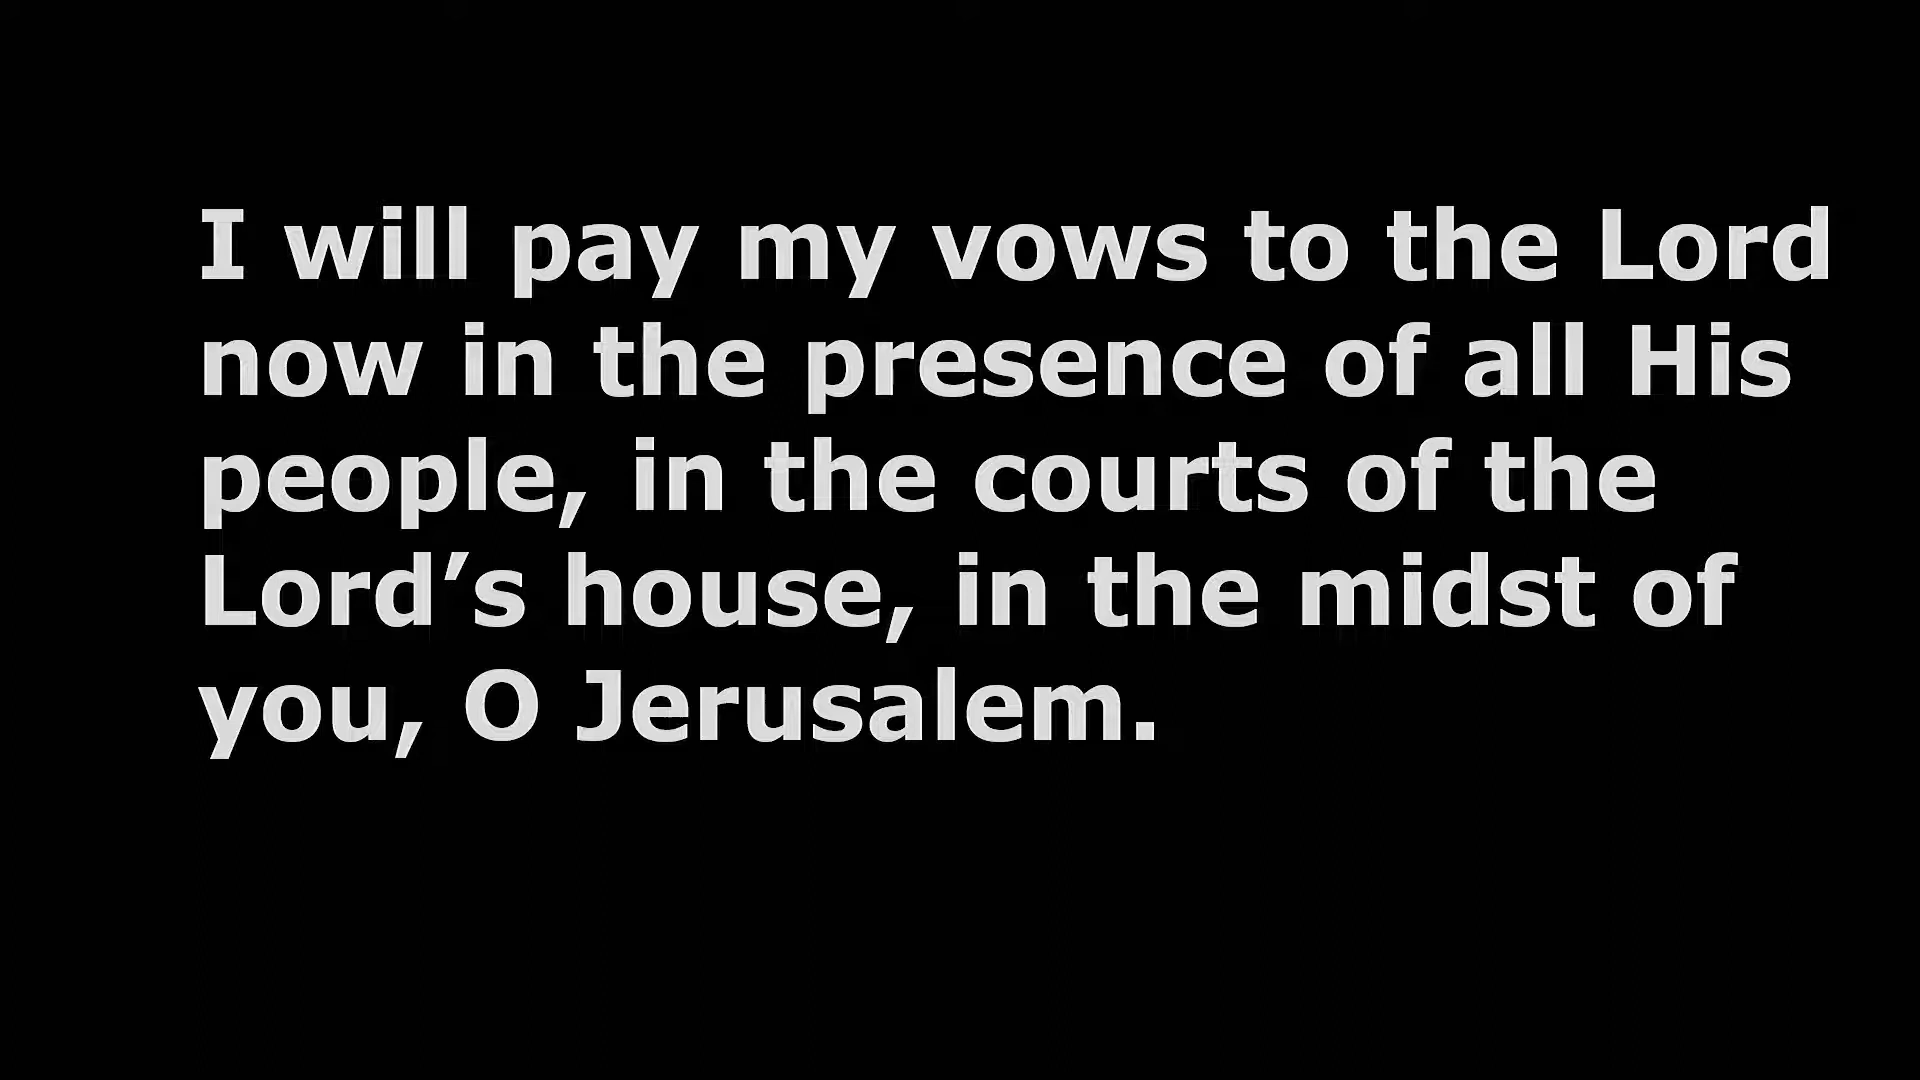 I will pay my vows to the Lord
now in the presence of all His
people, in the courts of the
Lord’s house, in the midst of
you, O Jerusalem.